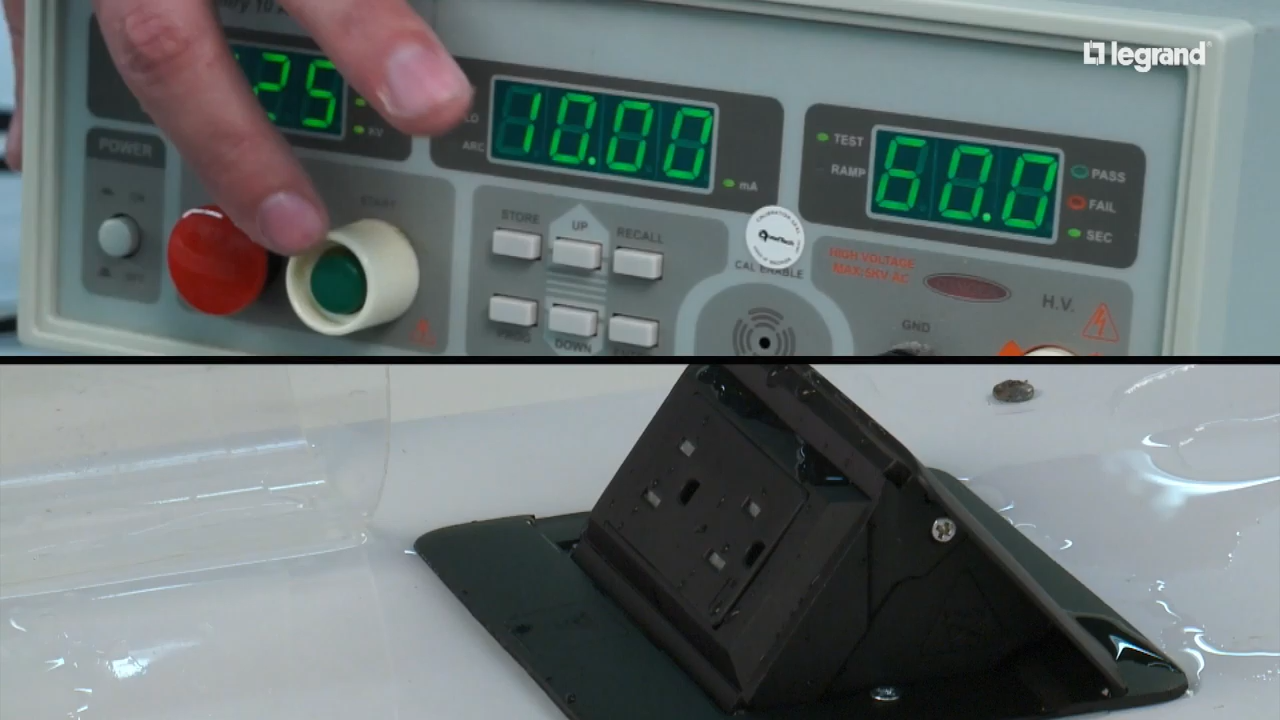 legrand
25
KV
10.00
ARC
mA
TEST
RAMP
60.0
PASS
FAIL
SEC
POWER
START
STORE
UP
RECALL
DOWN
CAL ENABLE
HIGH VOLTAGE
MAX:5KV AC
GND
H.V.